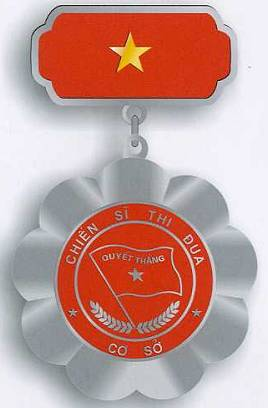 CHIẾN SĨ THI ĐUA
QUYẾT THẮNG
CƠ SỞ